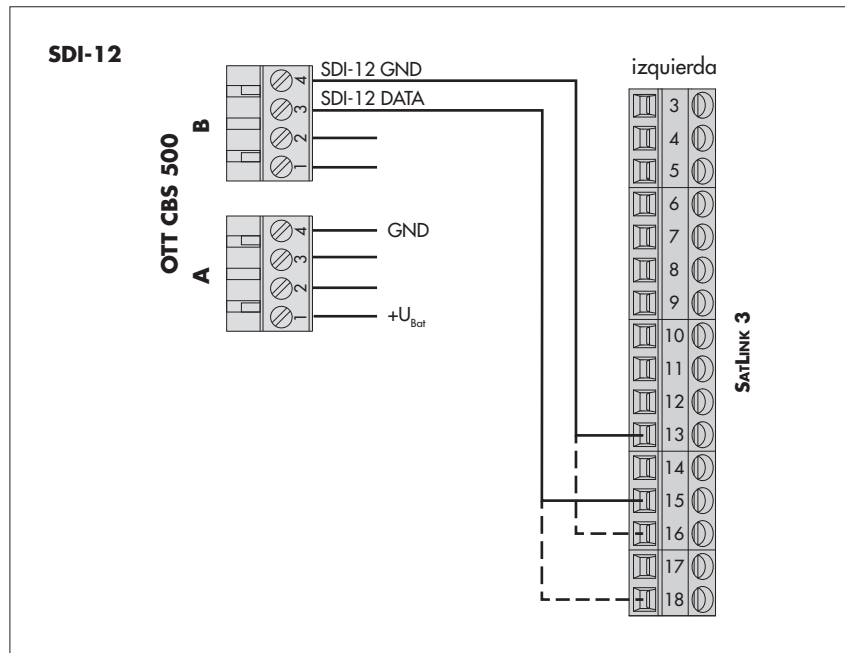 SDI-12
OTT CBS 500
B
4
3
2
1
SDI-12 GND
SDI-12 DATA
A
4
3
2
1
GND
+UBat
izquierda
3
4
5
6
7
8
9
10
11
12
13
14
15
16
17
18
SATLINK 3